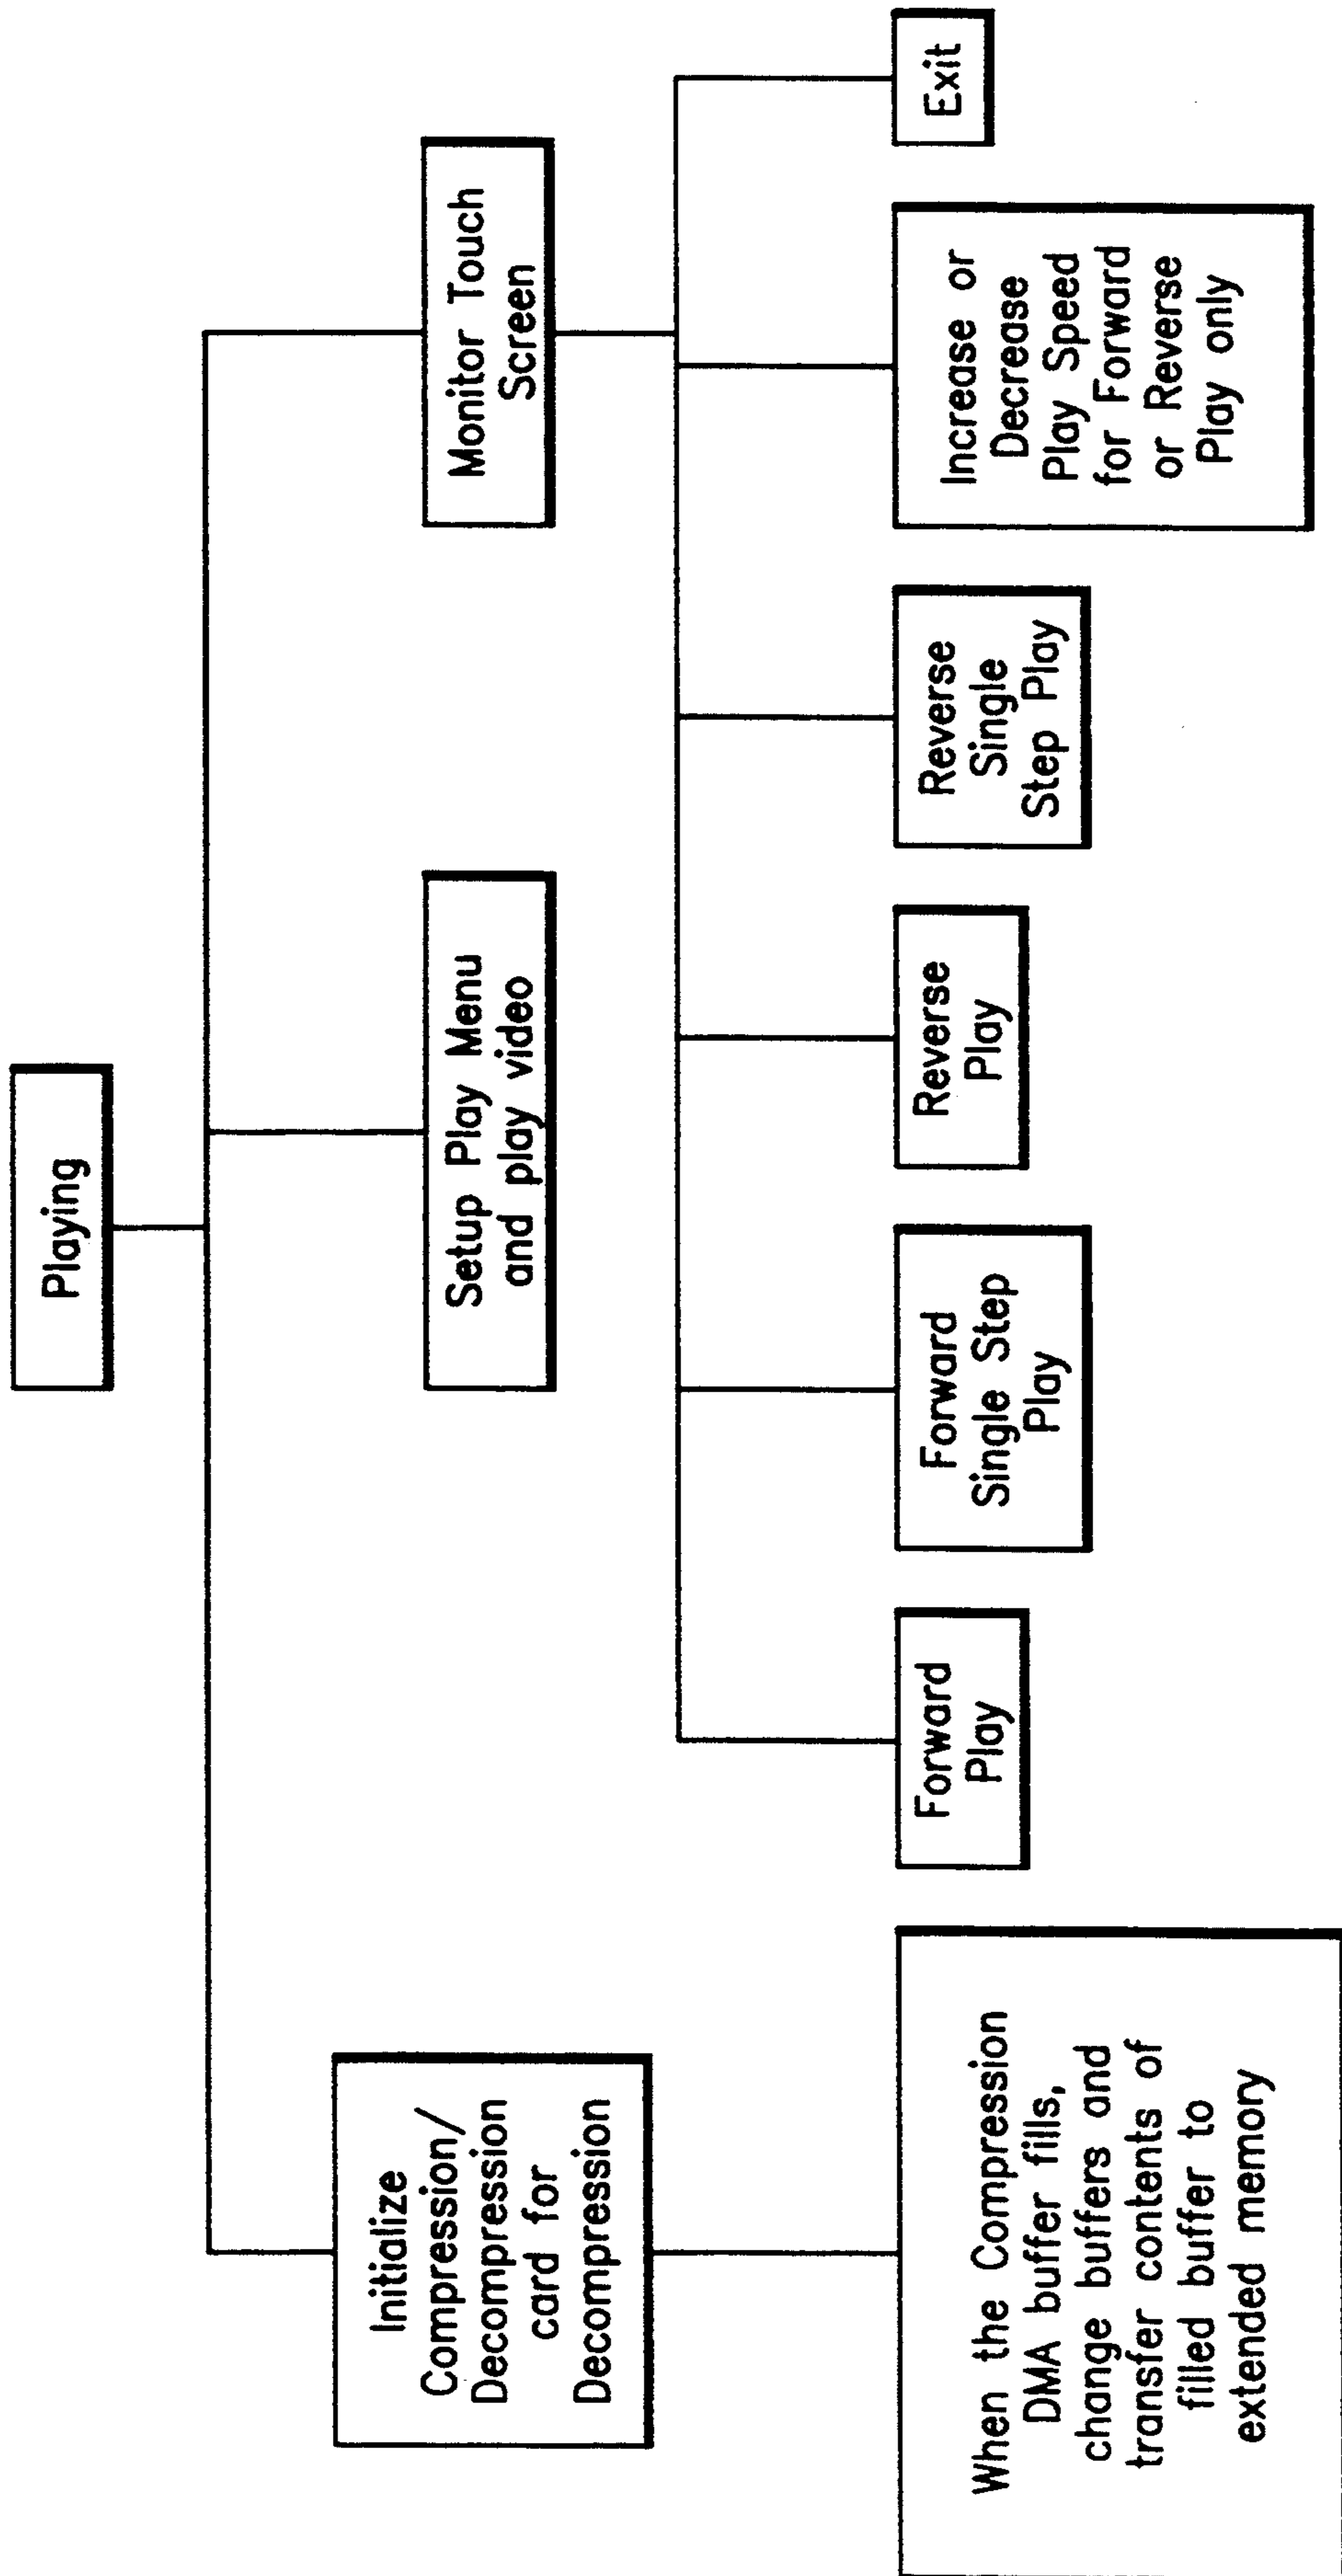 Playing
Initialize
Compression/
Decompression
card for
Decompression
Setup Play Menu
and play video
Monitor Touch
Screen
When the Compression
DMA buffer fills,
change buffers and
transfer contents of
filled buffer to
extended memory
Forward
Play
Forward
Single Step
Play
Reverse
Play
Reverse
Single
Step Play
Increase or
Decrease
Play Speed
for Forward
or Reverse
Play only
Exit